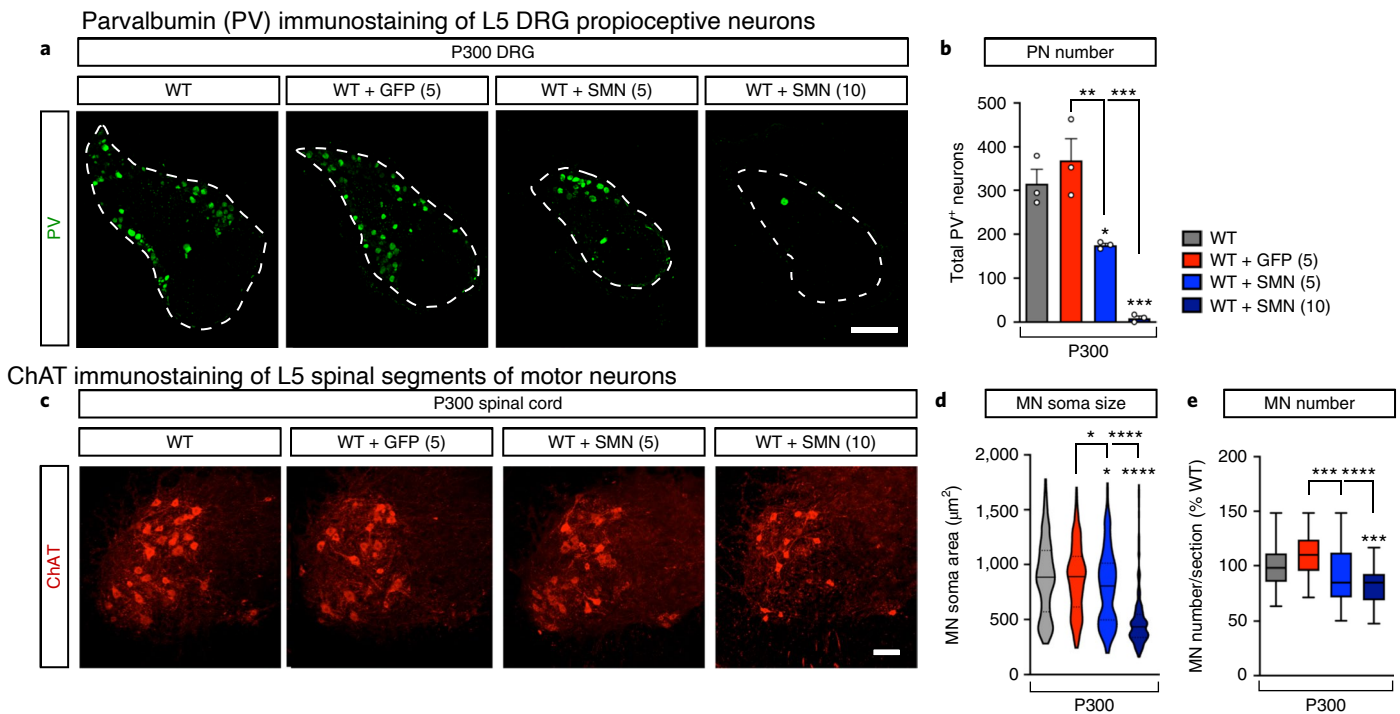 Parvalbumin (PV) immunostaining of L5 DRG propioceptive neurons
a
P300 DRG
WT
WT + GFP (5)
WT + SMN (5)
WT + SMN (10)
PV
b
PN number
Total PV⁺ neurons
500
400
300
200
100
0
** ***
*
***
P300
WT
WT + GFP (5)
WT + SMN (5)
WT + SMN (10)
ChAT immunostaining of L5 spinal segments of motor neurons
c
P300 spinal cord
WT
WT + GFP (5)
WT + SMN (5)
WT + SMN (10)
ChAT
d
MN soma size
MN soma area (μm²)
2,000
1,500
1,000
500
0
* ****
* ****
P300
e
MN number
MN number/section (% WT)
200
150
100
50
0
*** ****
***
P300